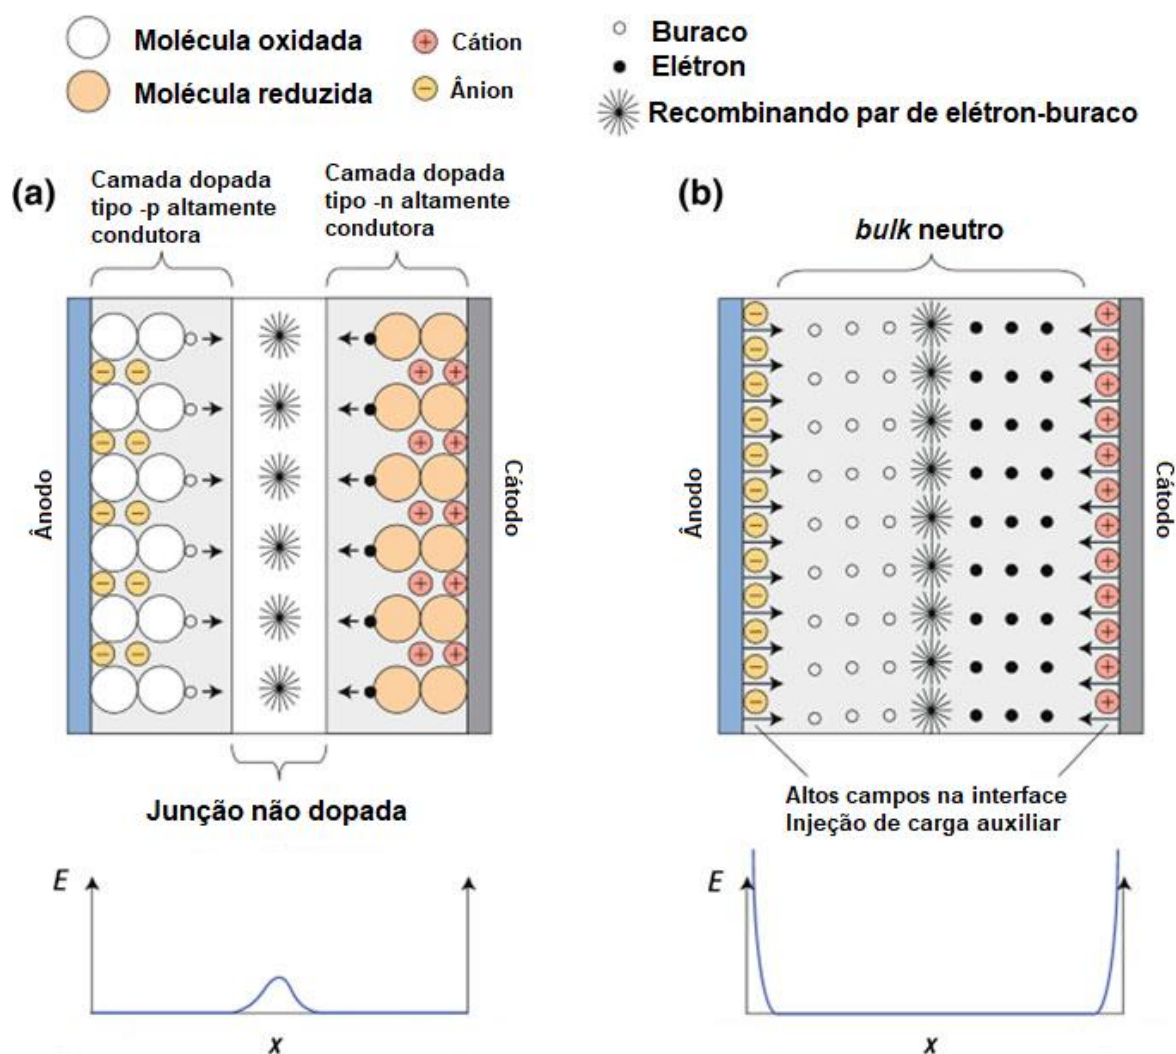 Molécula oxidada
Molécula reduzida
+ Cátion
− Ânion
Buraco
Elétron
Recombinando par de elétron-buraco
(a)
Camada dopada
tipo -p altamente
condutora
Camada dopada
tipo -n altamente
condutora
Ânodo
Cátodo
Junção não dopada
E
x
(b)
bulk neutro
Ânodo
Cátodo
Altos campos na interface
Injeção de carga auxiliar
E
x